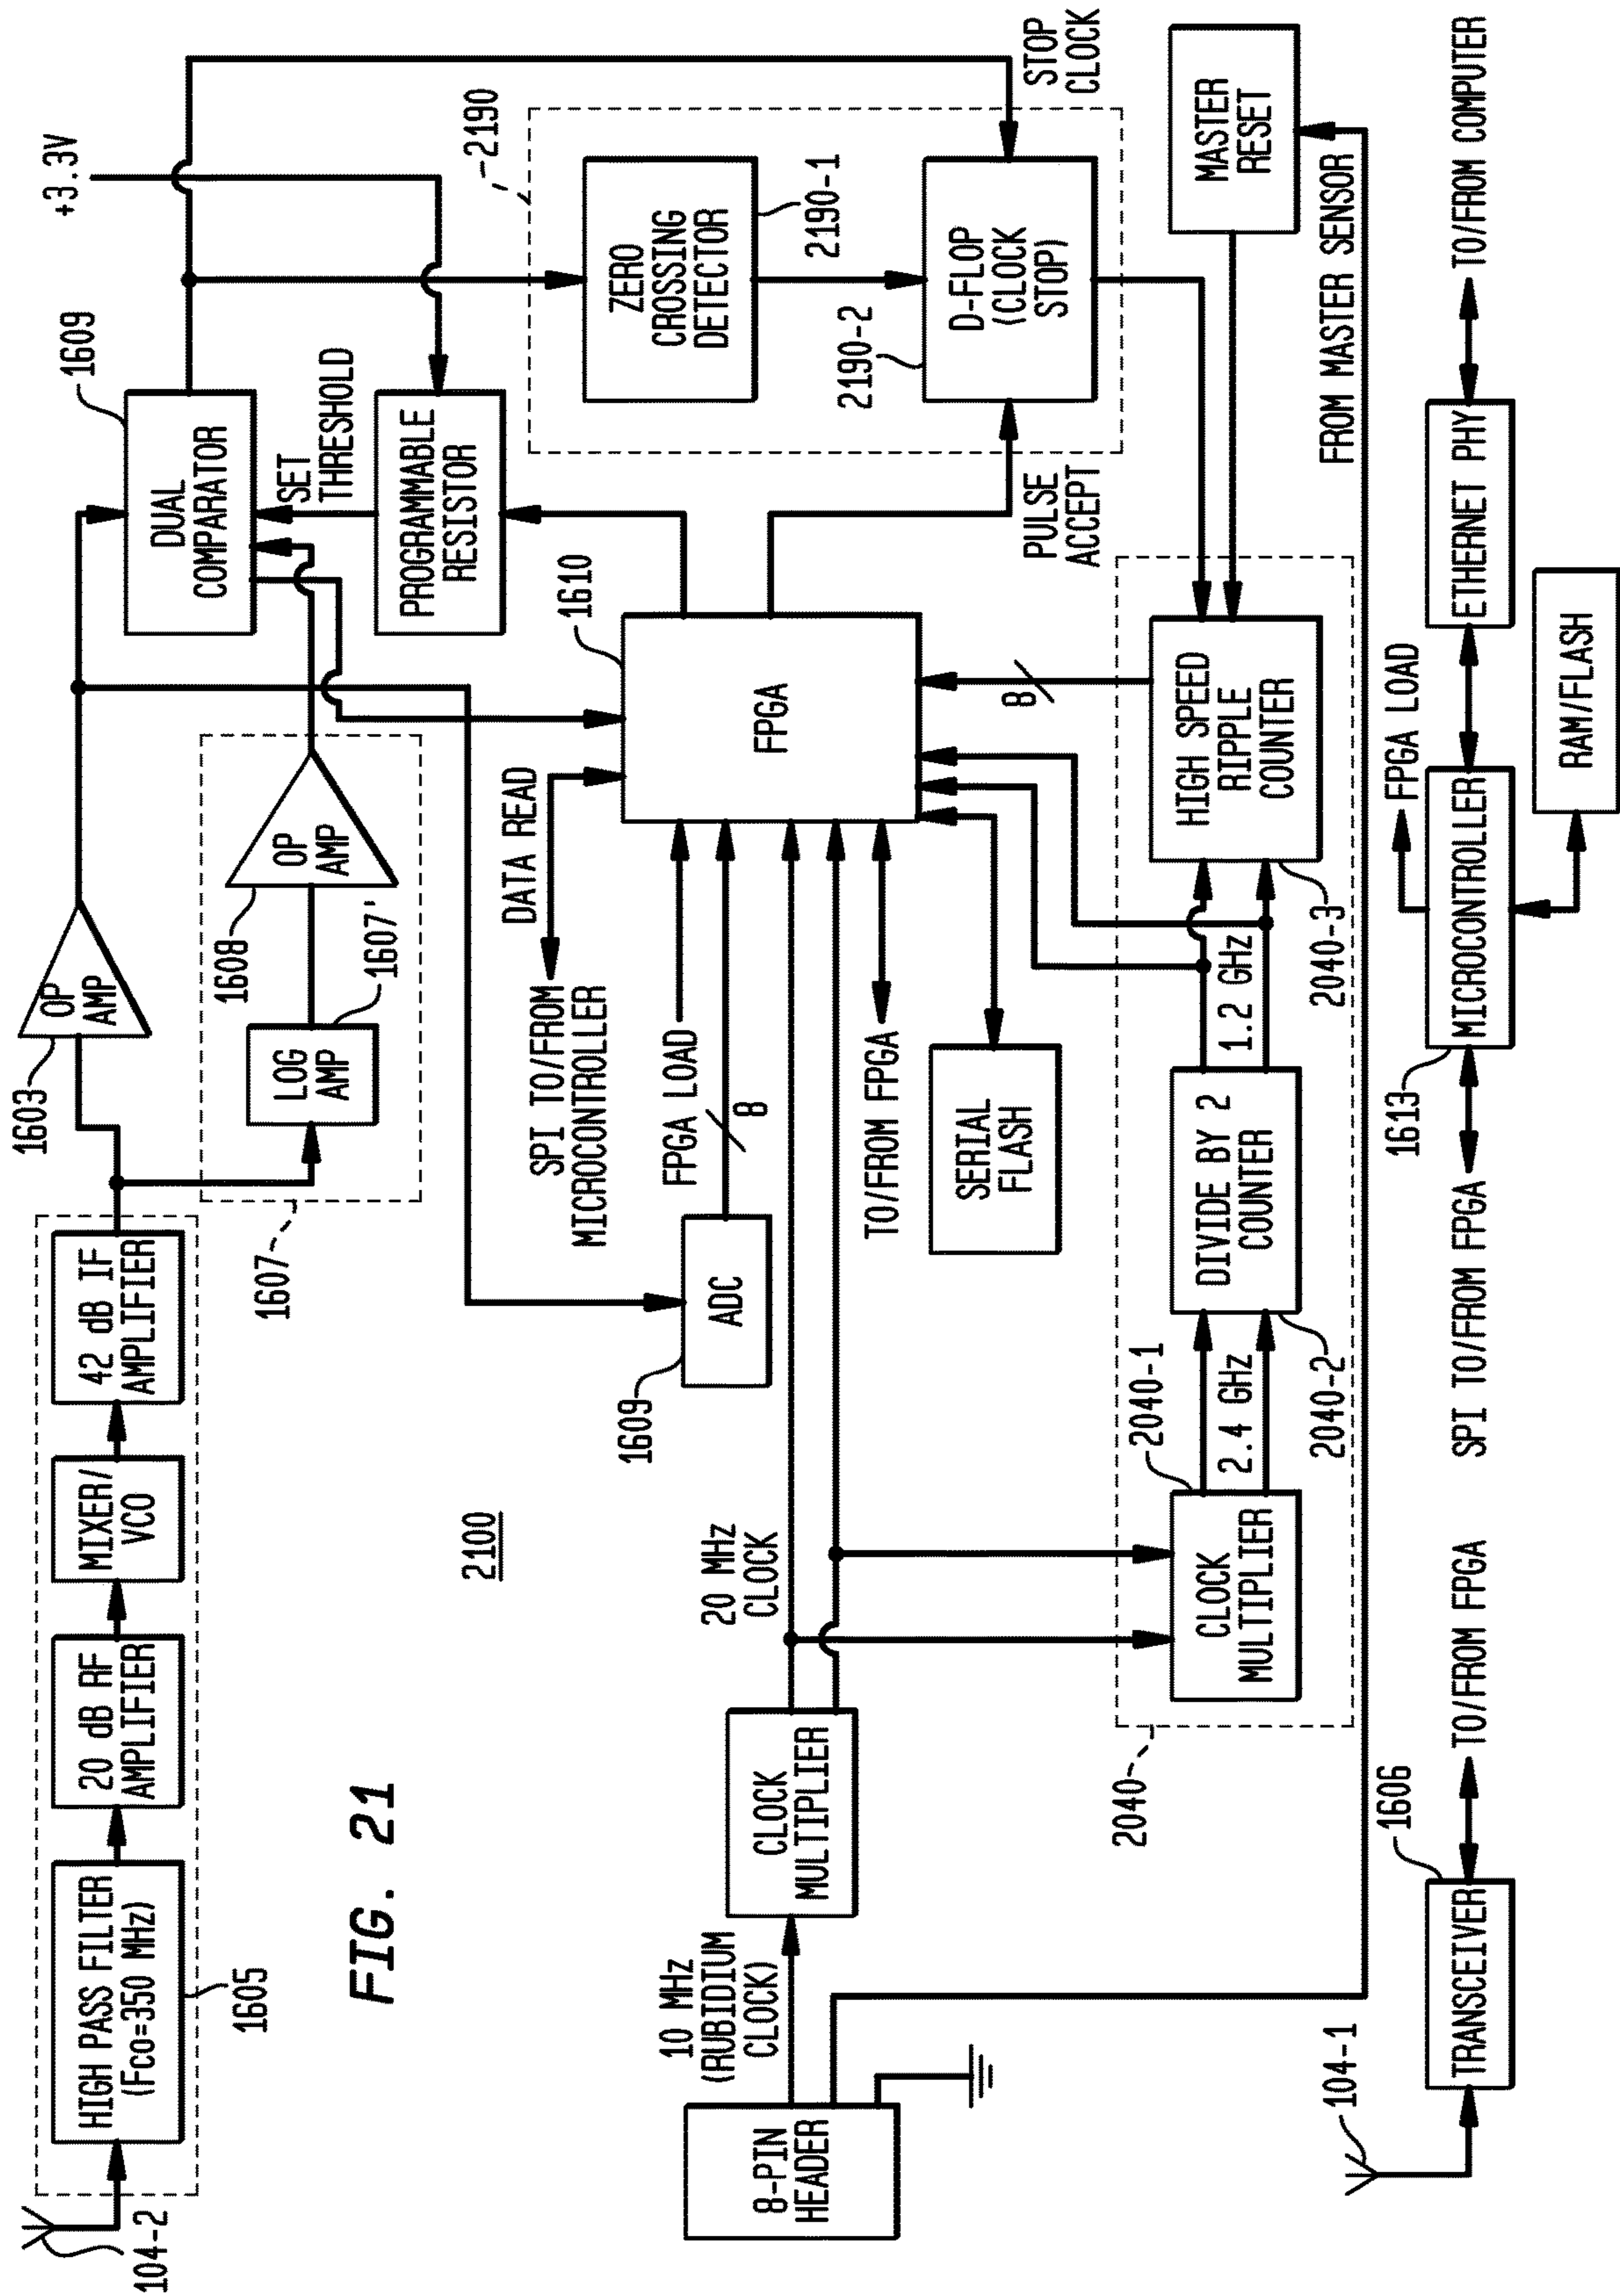 104-2
HIGH PASS FILTER
(FCO=350 MHz)
1605
20 dB RF
AMPLIFIER
MIXER/
VCO
42 dB IF
AMPLIFIER
1603
OP
AMP
1607
LOG
AMP
1607'
1608
OP
AMP
1609
DUAL
COMPARATOR
SET
THRESHOLD
PROGRAMMABLE
RESISTOR
+3.3V
2190
ZERO
CROSSING
DETECTOR
2190-1
2190-2
D-FLOP
(CLOCK
STOP)
STOP
CLOCK
PULSE
ACCEPT
MASTER
RESET
FROM MASTER SENSOR
FIG. 21
2100
1610
FPGA
DATA READ
SPI TO/FROM
MICROCONTROLLER
FPGA LOAD
8
1609
ADC
TO/FROM FPGA
SERIAL
FLASH
8
8-PIN
HEADER
10 MHz
(RUBIDIUM
CLOCK)
CLOCK
MULTIPLIER
20 MHz
CLOCK
2040
2040-1
CLOCK
MULTIPLIER
2.4 GHz
2040-2
DIVIDE BY 2
COUNTER
1.2 GHz
2040-3
HIGH SPEED
RIPPLE
COUNTER
104-1
TRANSCEIVER
1606
TO/FROM FPGA
SPI TO/FROM FPGA
1613
MICROCONTROLLER
FPGA LOAD
RAM/FLASH
ETHERNET PHY
TO/FROM COMPUTER